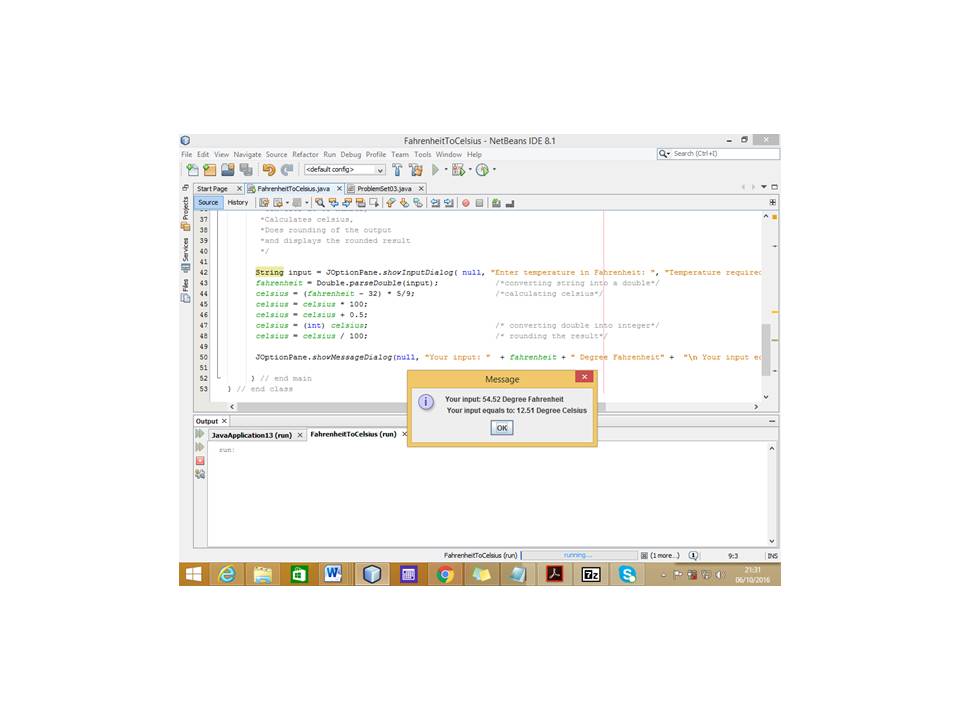 FahrenheitToCelsius - NetBeans IDE 8.1
File Edit View Navigate Source Refactor Run Debug Profile Team Tools Window Help
Search (Ctrl+I)
<default config>
Start Page FahrenheitToCelsius.java ProblemSet03.java
Source History
Projects
Services
Files
37 *Calculates celsius,
38 *Does rounding of the output
39 *and displays the rounded result
40 */
41
42 String input = JOptionPane.showInputDialog( null, "Enter temperature in Fahrenheit: ", "Temperature required
43 fahrenheit = Double.parseDouble(input); /*converting string into a double*/
44 celsius = (fahrenheit - 32) * 5/9; /*calculating celsius*/
45 celsius = celsius * 100;
46 celsius = celsius + 0.5;
47 celsius = (int) celsius; /* converting double into integer*/
48 celsius = celsius / 100; /* rounding the result*/
49
50 JOptionPane.showMessageDialog(null, "Your input: " + fahrenheit + " Degree Fahrenheit" + "\n Your input e
51
52 } // end main
53 } // end class
Message
Your input: 54.52 Degree Fahrenheit
Your input equals to: 12.51 Degree Celsius
OK
Output
JavaApplication13 (run) FahrenheitToCelsius (run)
run:
FahrenheitToCelsius (run) running... (1 more...) 1 9:3 INS
21:31
06/10/2016